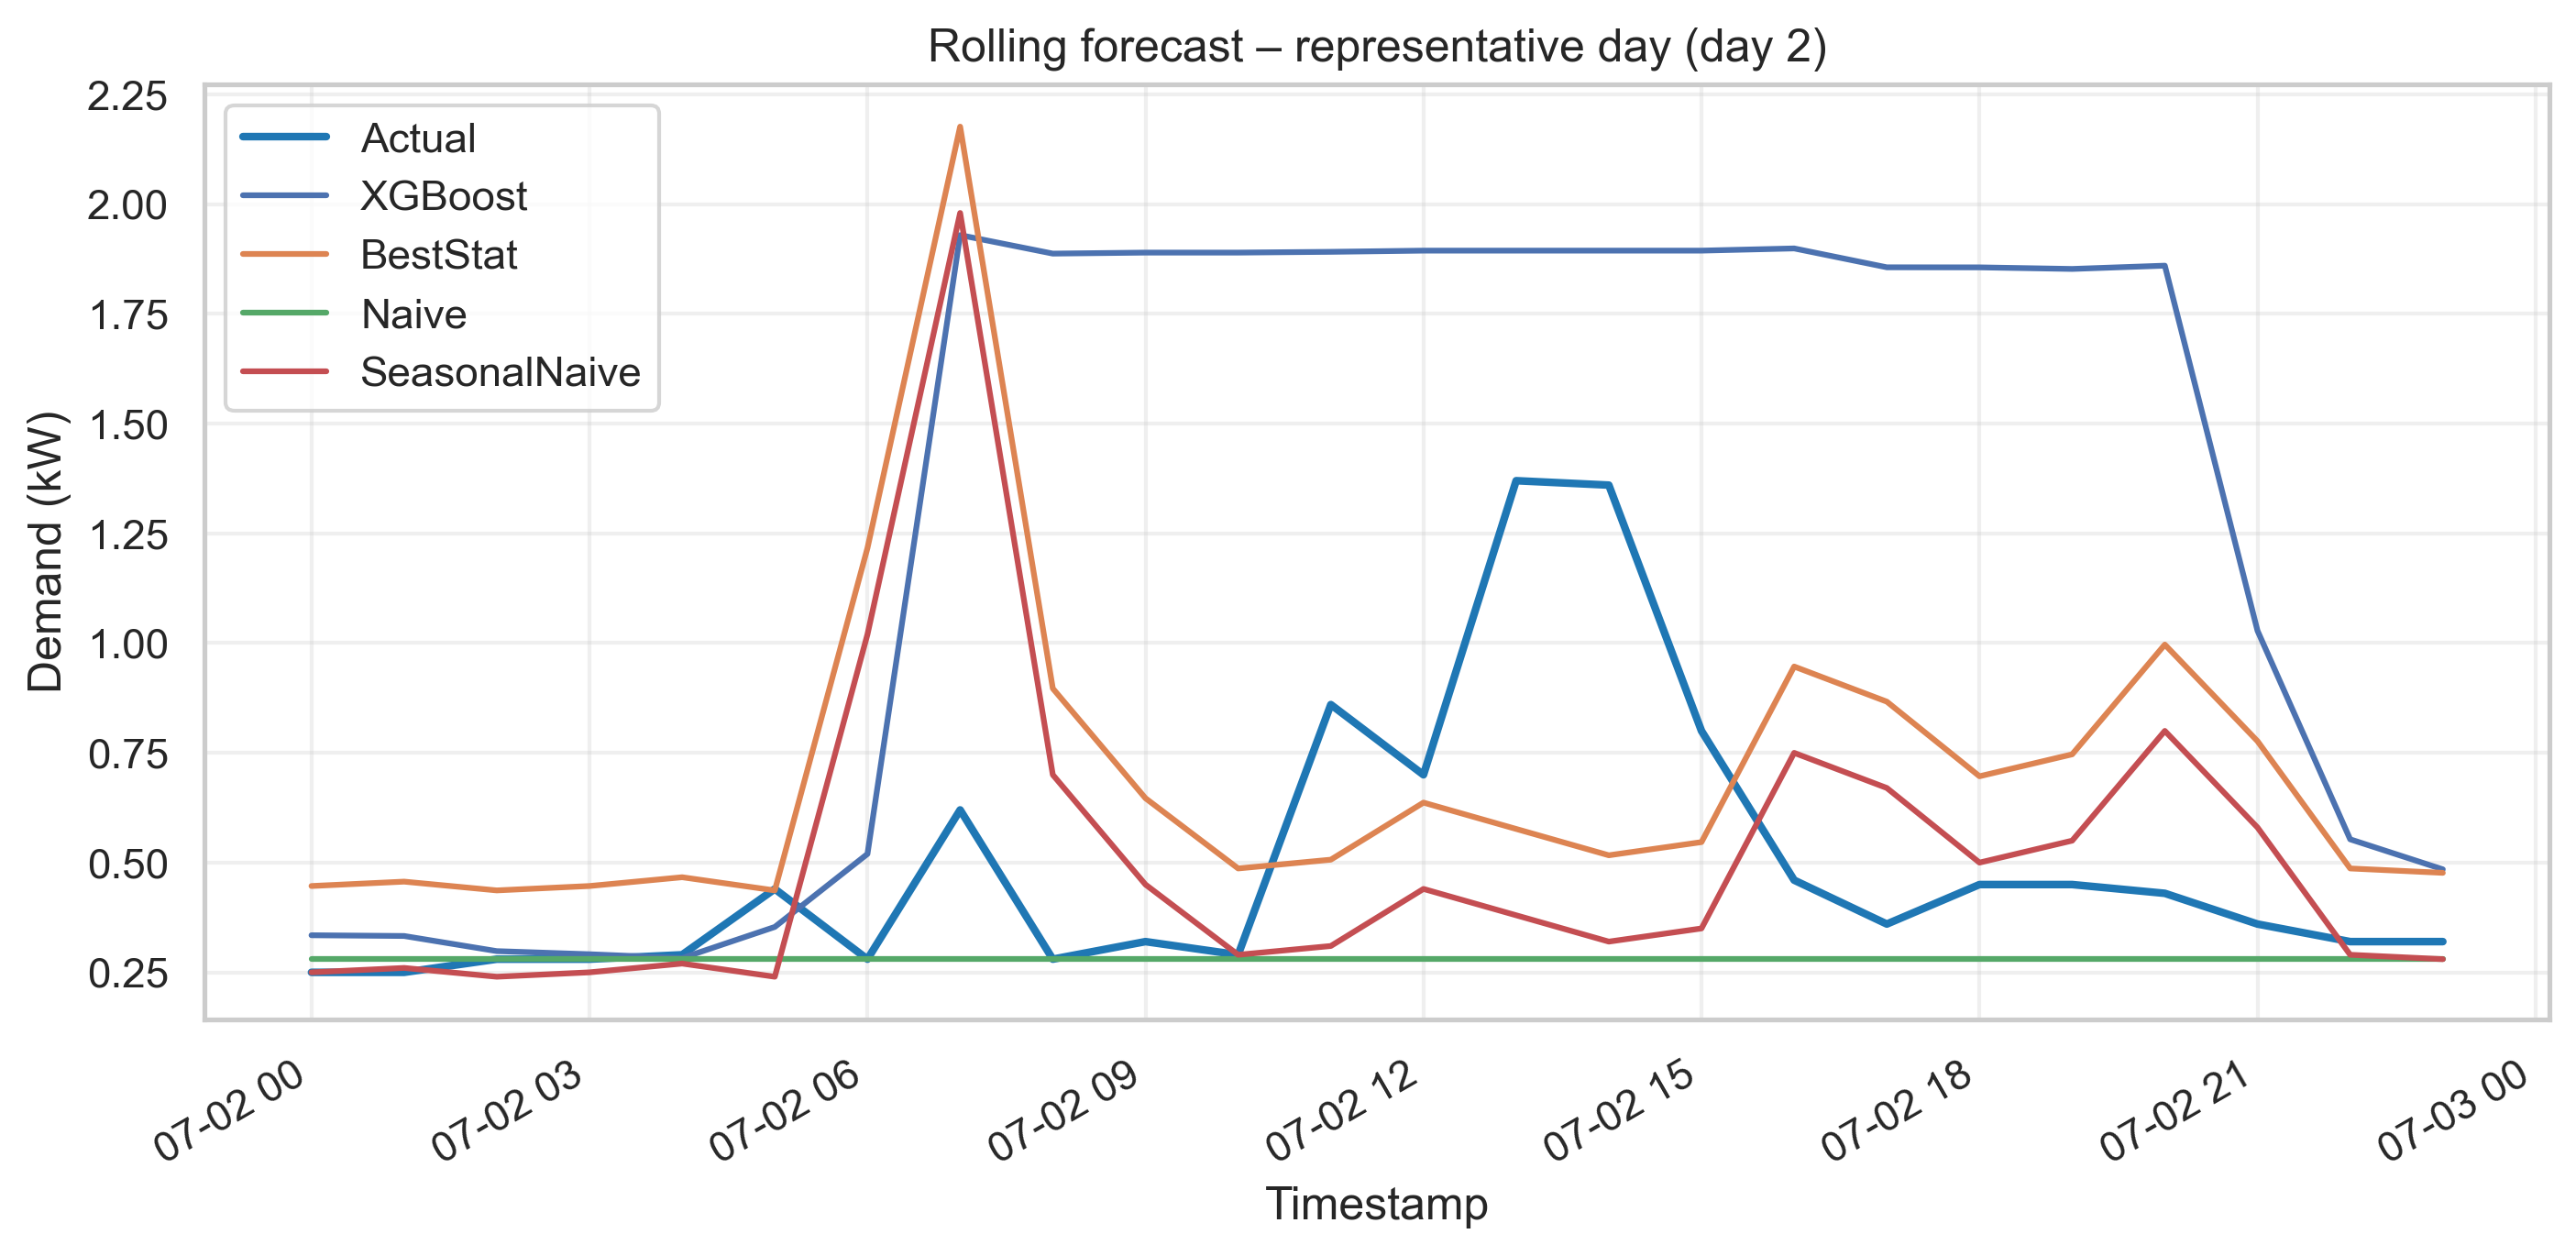 Rolling forecast – representative day (day 2)
2.25
2.00
1.75
1.50
1.25
1.00
0.75
0.50
0.25
Demand (kW)
Actual
XGBoost
BestStat
Naive
SeasonalNaive
07-02 00
07-02 03
07-02 06
07-02 09
07-02 12
07-02 15
07-02 18
07-02 21
07-03 00
Timestamp